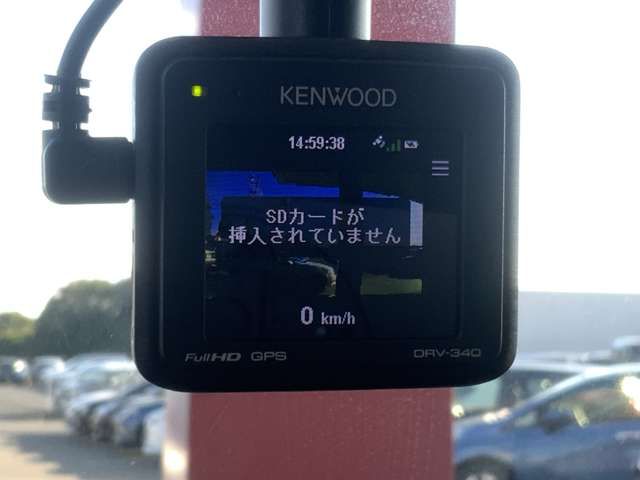 KENWOOD
14:59:38
SDカードが
挿入されていません
0 km/h
Full HD GPS
DRV-340